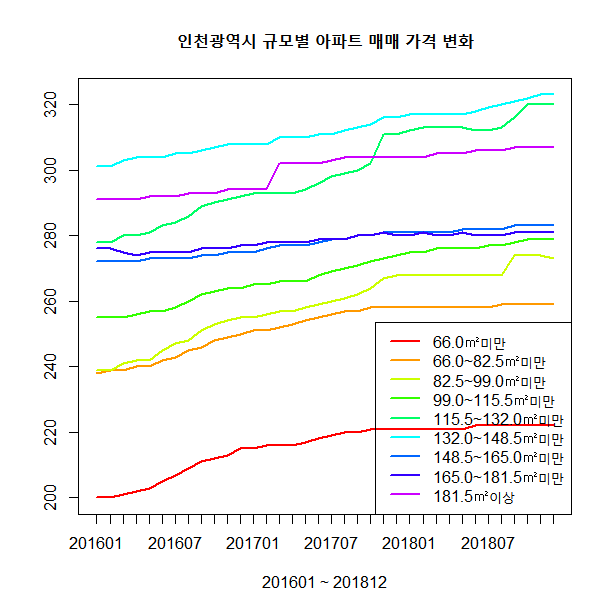 인천광역시 규모별 아파트 매매 가격 변화
320
300
280
260
240
220
200
66.0㎡미만
66.0~82.5㎡미만
82.5~99.0㎡미만
99.0~115.5㎡미만
115.5~132.0㎡미만
132.0~148.5㎡미만
148.5~165.0㎡미만
165.0~181.5㎡미만
181.5㎡이상
201601 201607 201701 201707 201801 201807
201601 ~ 201812